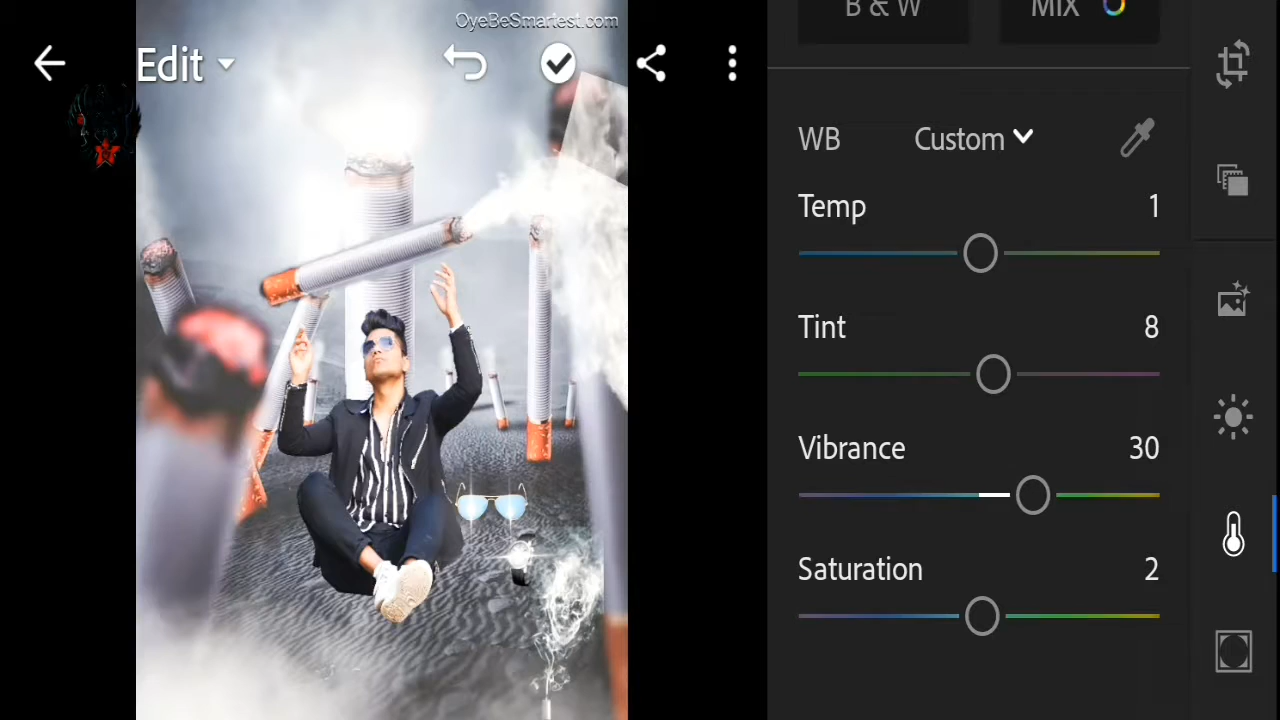 OyeBeSmartest.com
Edit
B & W
MIX
WB
Custom
Temp
1
Tint
8
Vibrance
30
Saturation
2